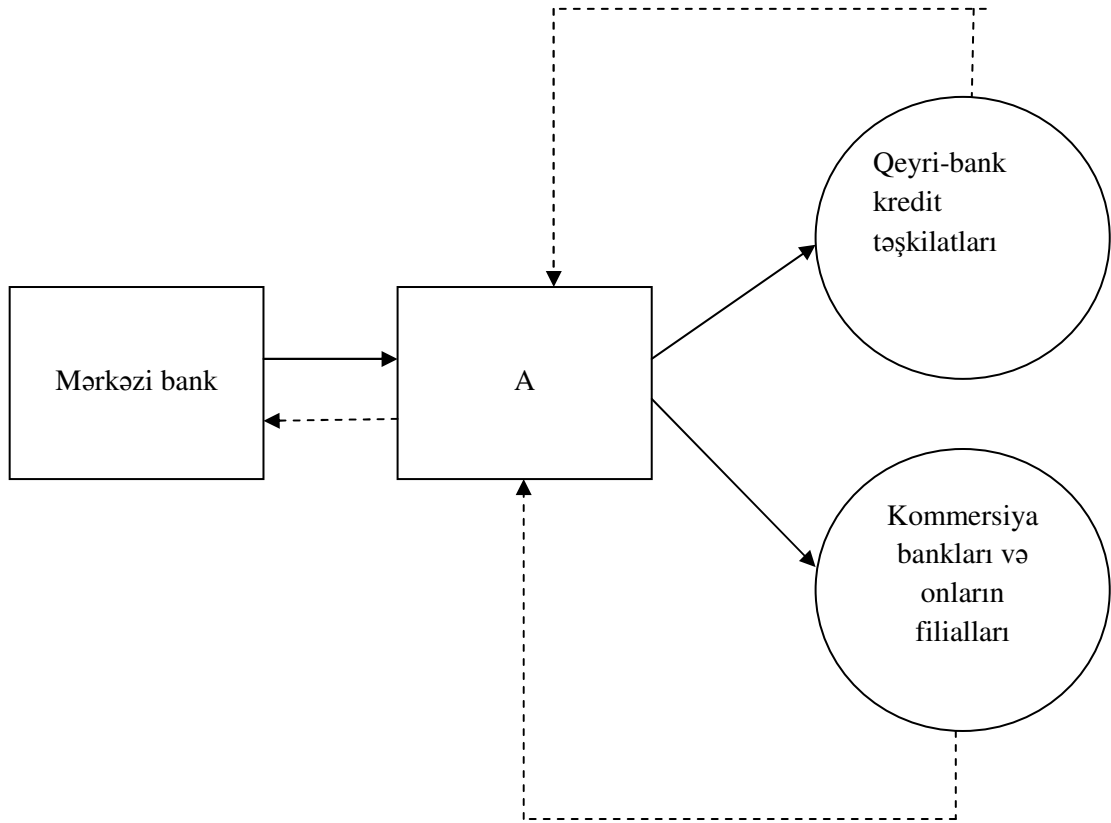 Qeyri-bank
kredit
təşkilatları
Mərkəzi bank
A
Kommersiya
bankları və
onların
filialları